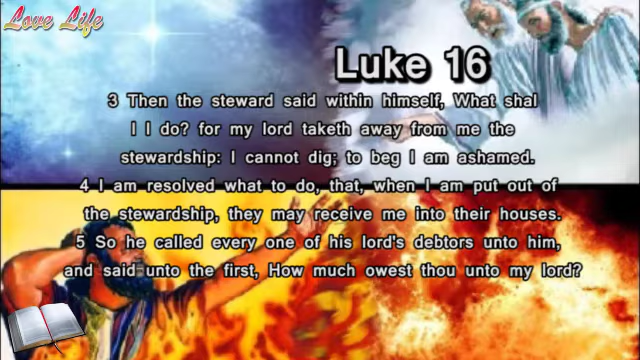 Love Life
Luke 16
3 Then the steward said within himself, What shal
l I do? for my lord taketh away from me the
stewardship: I cannot dig; to beg I am ashamed.
4 I am resolved what to do, that, when I am put out of
the stewardship, they may receive me into their houses.
5 So he called every one of his lord's debtors unto him,
and said unto the first, How much owest thou unto my lord?